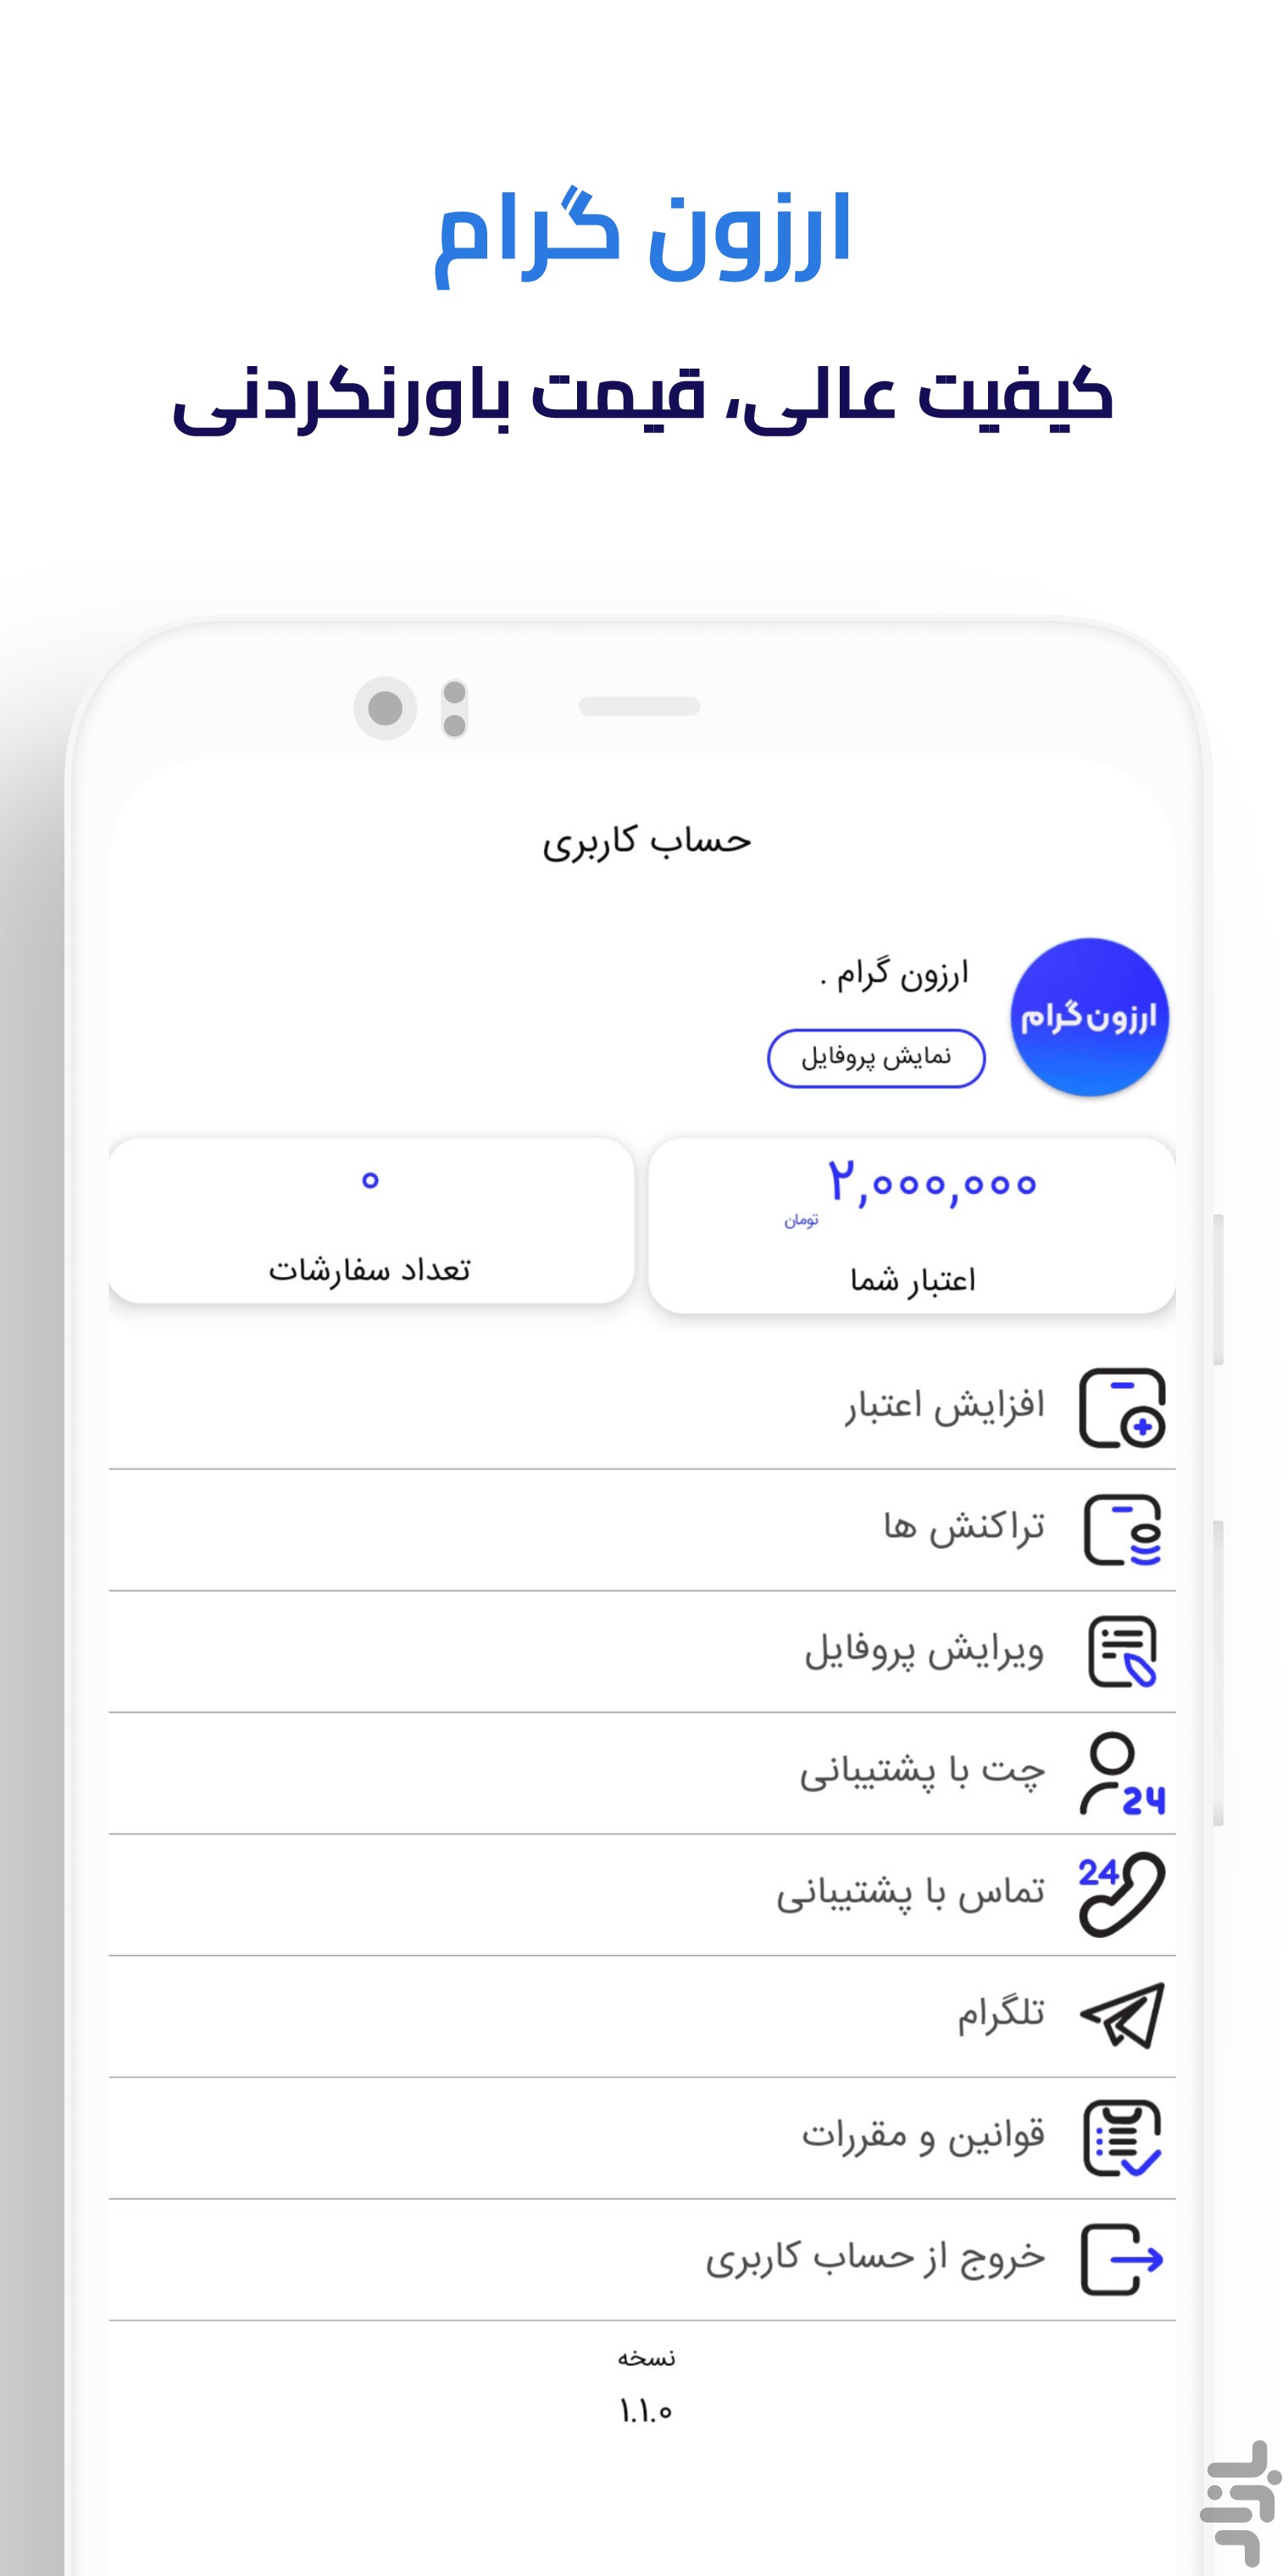 ارزون گرام
کیفیت عالی، قیمت باورنکردنی
حساب کاربری
ارزون گرام .
ارزون‌گرام
نمایش پروفایل
۲,۰۰۰,۰۰۰
تومان
اعتبار شما
۰
تعداد سفارشات
افزایش اعتبار
تراکنش ها
ویرایش پروفایل
چت با پشتیبانی
24
تماس با پشتیبانی
24
تلگرام
قوانین و مقررات
خروج از حساب کاربری
نسخه
۱.۱.۰
بازار